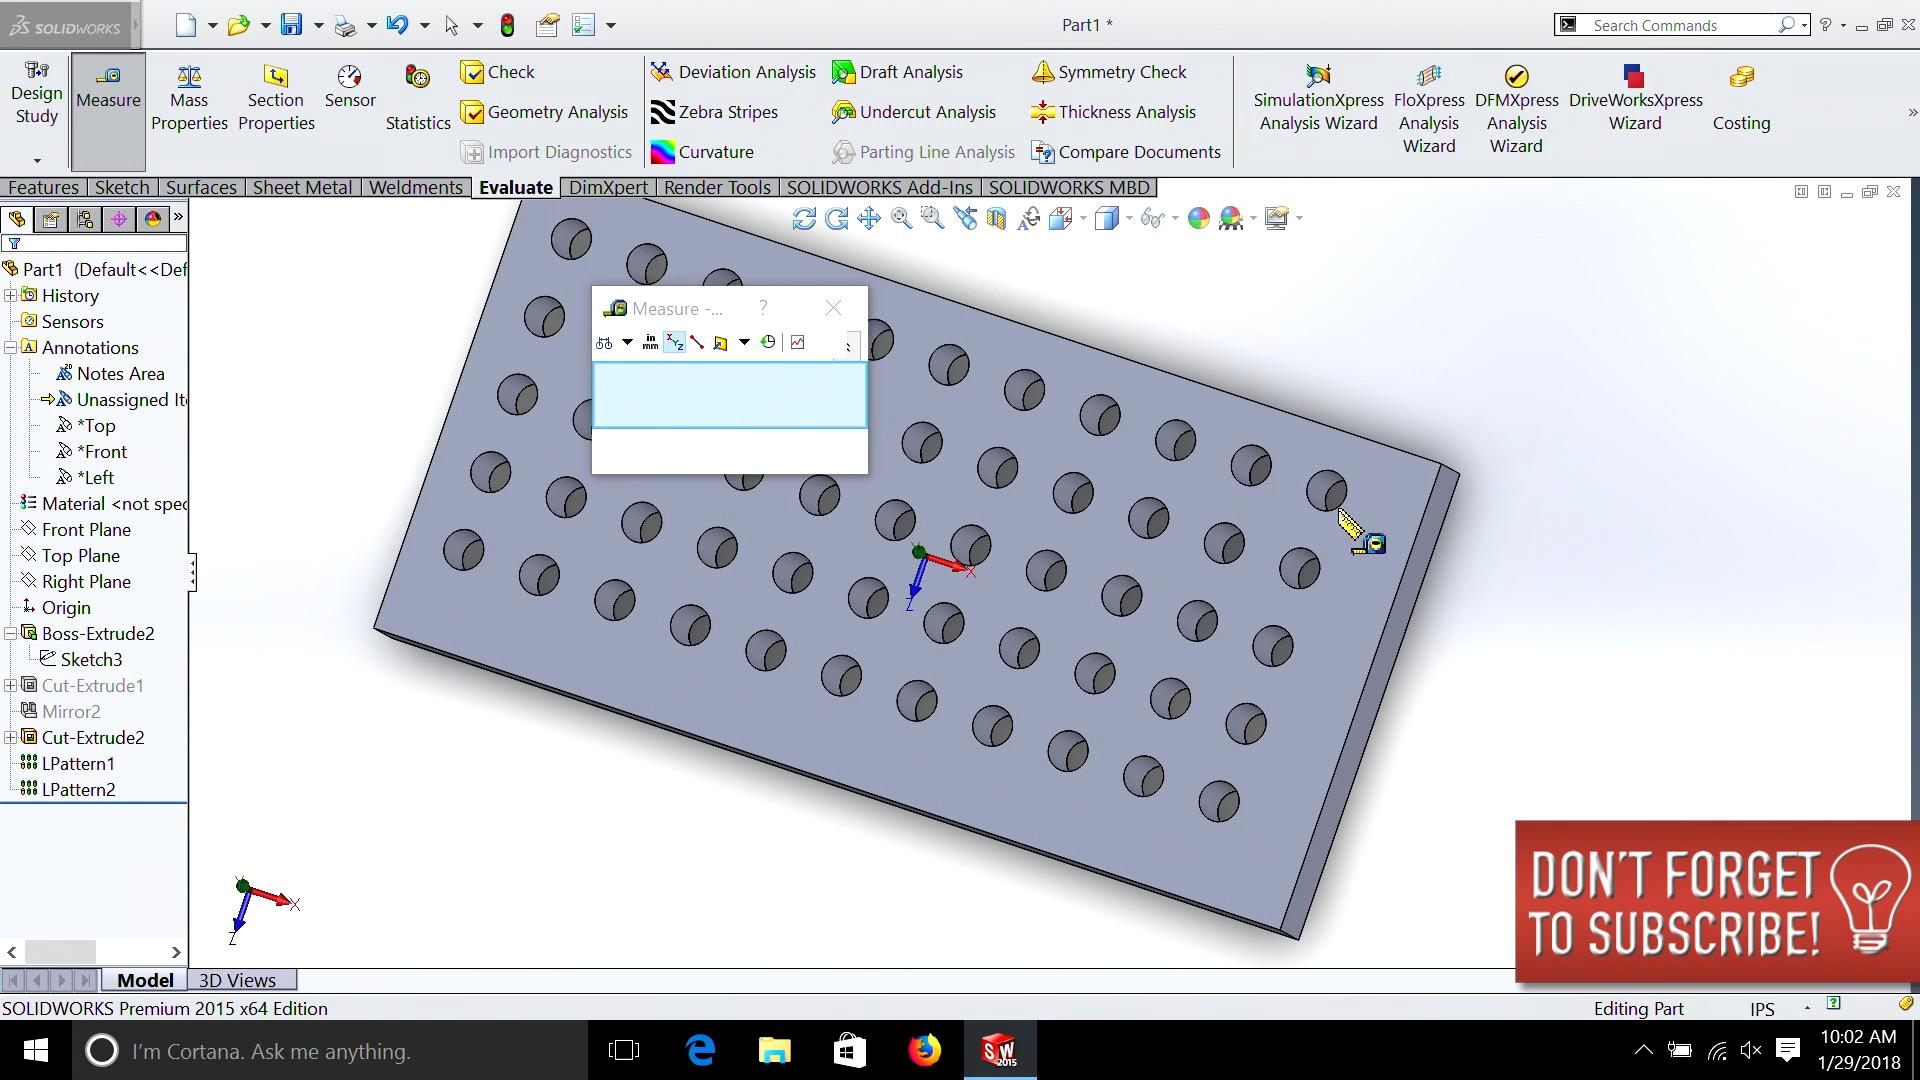 SOLIDWORKS
Part1 *
Search Commands
Design Study
Measure
Mass Properties
Section Properties
Sensor
Statistics
Check
Geometry Analysis
Import Diagnostics
Deviation Analysis
Zebra Stripes
Curvature
Draft Analysis
Undercut Analysis
Parting Line Analysis
Symmetry Check
Thickness Analysis
Compare Documents
SimulationXpress Analysis Wizard
FloXpress Analysis Wizard
DFMXpress Analysis Wizard
DriveWorksXpress Wizard
Costing
Features Sketch Surfaces Sheet Metal Weldments Evaluate DimXpert Render Tools SOLIDWORKS Add-Ins SOLIDWORKS MBD
Part1 (Default<<Def
History
Sensors
Annotations
Notes Area
Unassigned Ite
*Top
*Front
*Left
Material <not spec
Front Plane
Top Plane
Right Plane
Origin
Boss-Extrude2
Sketch3
Cut-Extrude1
Mirror2
Cut-Extrude2
LPattern1
LPattern2
Measure -... ?
in
mm
X Y Z
X
Z
Y
X
Z
DON'T FORGET
TO SUBSCRIBE!
Model 3D Views
SOLIDWORKS Premium 2015 x64 Edition
Editing Part
IPS
I'm Cortana. Ask me anything.
SW
2015
10:02 AM
1/29/2018